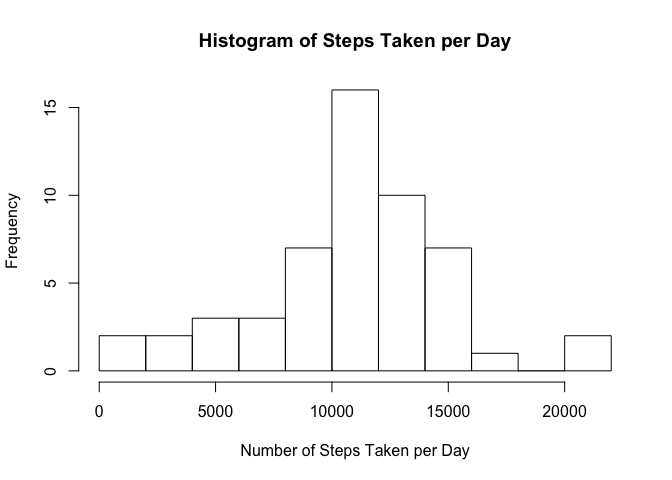 Histogram of Steps Taken per Day
Frequency
15
10
5
0
0 5000 10000 15000 20000
Number of Steps Taken per Day